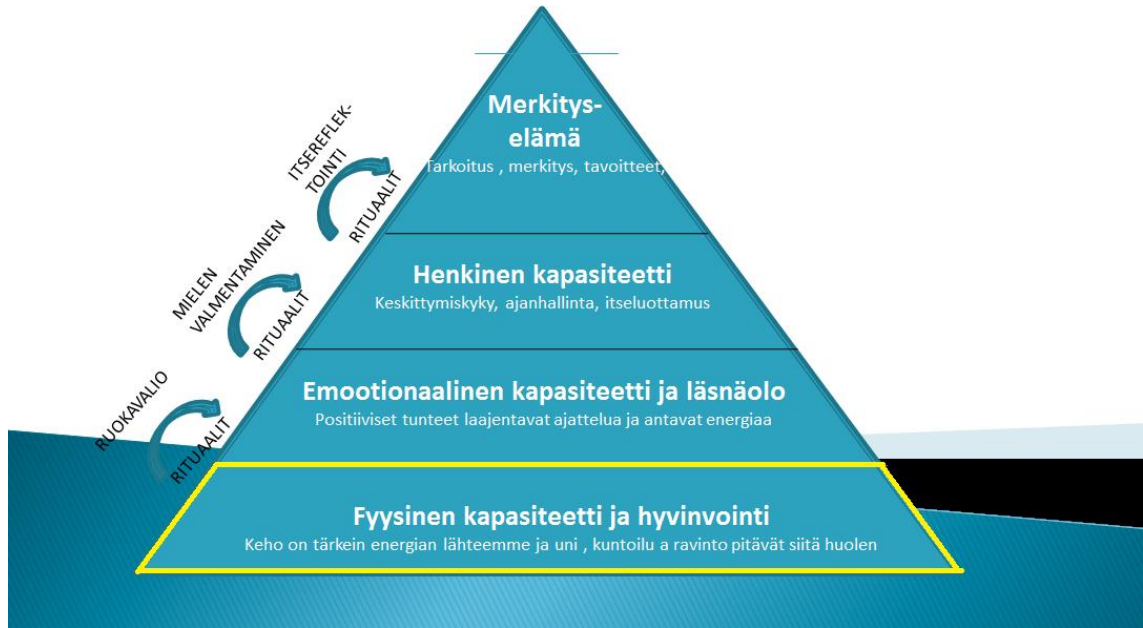 Merkitys-
elämä
Tarkoitus , merkitys, tavoitteet,
ITSEREFLEK-
TOINTI
RITUAALIT
Henkinen kapasiteetti
Keskittymiskyky, ajanhallinta, itseluottamus
MIELEN
VALMENTAMINEN
RITUAALIT
Emootionaalinen kapasiteetti ja läsnäolo
Positiiviset tunteet laajentavat ajattelua ja antavat energiaa
RUOKAVALIO
RITUAALIT
Fyysinen kapasiteetti ja hyvinvointi
Keho on tärkein energian lähteemme ja uni , kuntoilu a ravinto pitävät siitä huolen